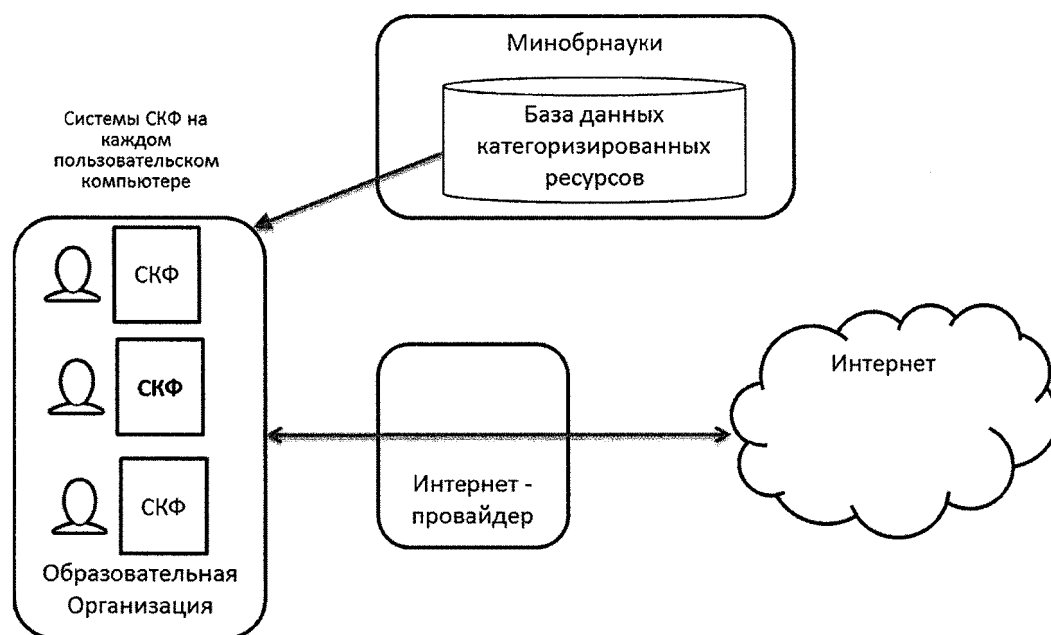 Минобрнауки
База данных
категоризированных
ресурсов
Системы СКФ на
каждом
пользовательском
компьютере
СКФ
СКФ
СКФ
Образовательная
Организация
Интернет -
провайдер
Интернет